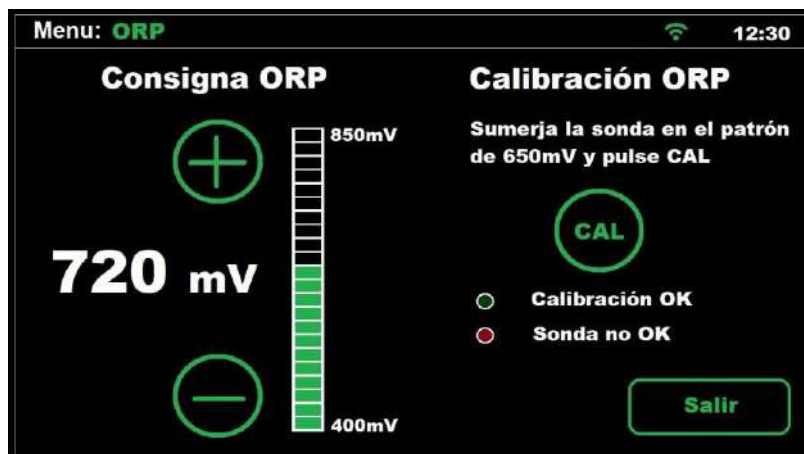 Menu: ORP
12:30
Consigna ORP
850mV
720 mV
400mV
Calibración ORP
Sumerja la sonda en el patrón
de 650mV y pulse CAL
CAL
Calibración OK
Sonda no OK
Salir